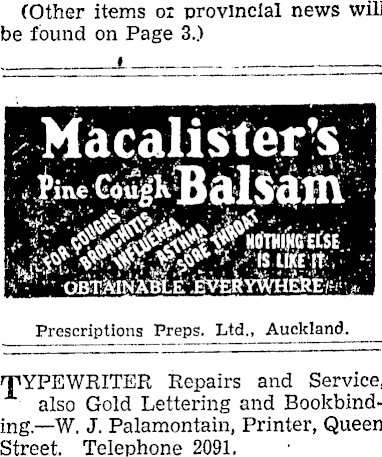 (Other items of provincial news will
be found on Page 3.)
Macalister's
Pine Cough Balsam
FOR COUGHS
BRONCHITIS
INFLUENZA
ASTHMA
SORE THROAT
NOTHING ELSE
IS LIKE IT
OBTAINABLE EVERYWHERE
Prescriptions Preps. Ltd., Auckland.
TYPEWRITER Repairs and Service,
also Gold Lettering and Bookbind-
ing.—W. J. Palamontain, Printer, Queen
Street. Telephone 2091.